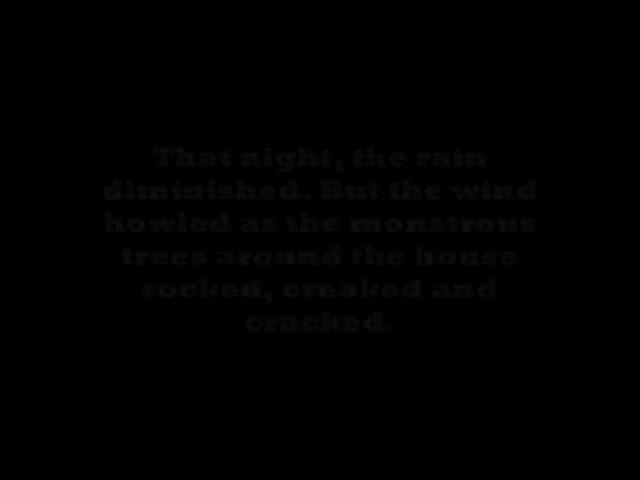 That night, the rain
diminished. But the wind
howled as the monstrous
trees around the house
rocked, creaked and
cracked.